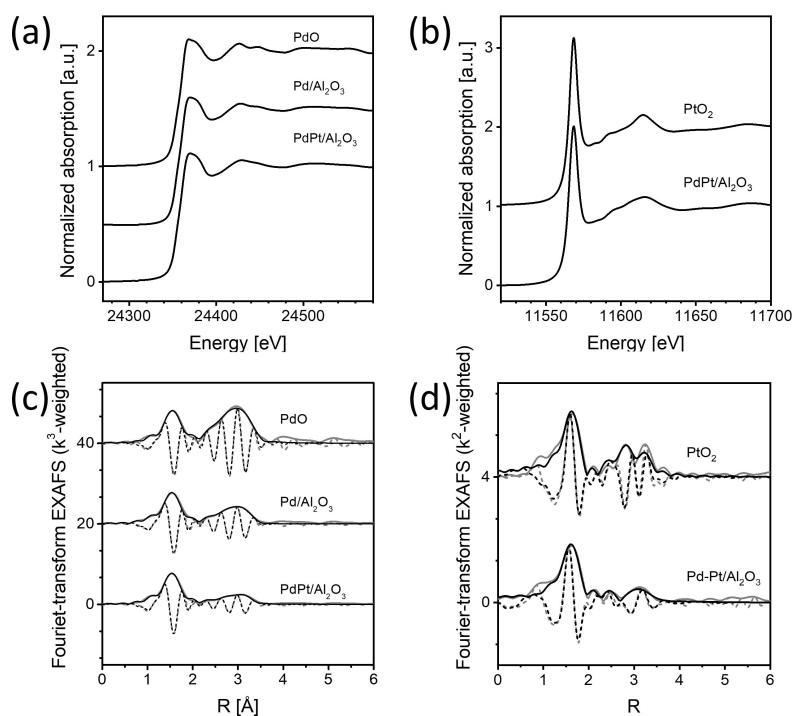 (a)
Normalized absorption [a.u.]
2
1
0
PdO
Pd/Al₂O₃
PdPt/Al₂O₃
24300 24400 24500
Energy [eV]
(b)
Normalized absorption [a.u.]
3
2
1
0
PtO₂
PdPt/Al₂O₃
11550 11600 11650 11700
Energy [eV]
(c)
Fouriet-transform EXAFS (k³-weighted)
40
20
0
PdO
Pd/Al₂O₃
PdPt/Al₂O₃
0 1 2 3 4 5 6
R [Å]
(d)
Fourier-transform EXAFS (k²-weighted)
4
0
PtO₂
Pd-Pt/Al₂O₃
0 1 2 3 4 5 6
R